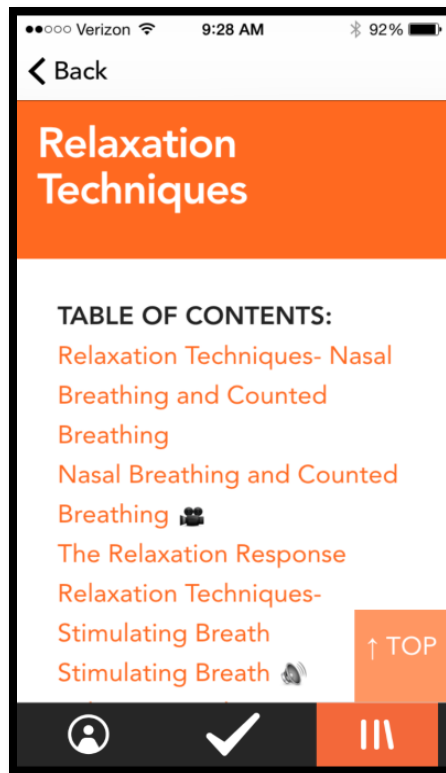 Verizon 9:28 AM 92%
Back
Relaxation
Techniques
TABLE OF CONTENTS:
Relaxation Techniques- Nasal
Breathing and Counted
Breathing
Nasal Breathing and Counted
Breathing
The Relaxation Response
Relaxation Techniques-
Stimulating Breath
↑ TOP
Stimulating Breath